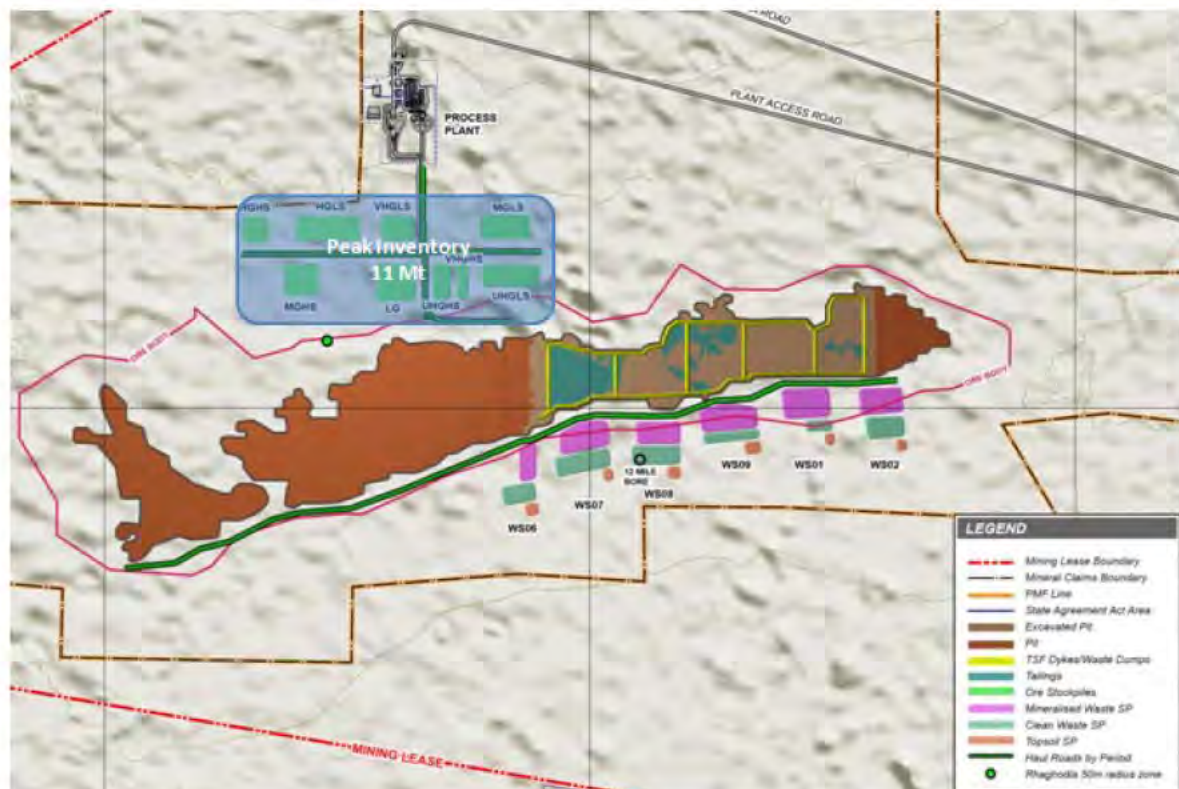 ROAD
PLANT ACCESS ROAD
PROCESS
PLANT
HGHS
HGLS
VHGLS
MGLS
Peak Inventory
11 Mt
VHGHS
MGHS
LG
UHGHS
UHGLS
ORE BODY
ORE BODY
12 MILE
BORE
WS06
WS07
WS08
WS09
WS01
WS02
MINING LEASE
LEGEND
Mining Lease Boundary
Mineral Claims Boundary
PMF Line
State Agreement Act Area
Excavated Pit
Pit
TSF Dykes/Waste Dumps
Tailings
Ore Stockpiles
Mineralised Waste SP
Clean Waste SP
Topsoil SP
Haul Roads by Period
Rhaghodia 50m radius zone